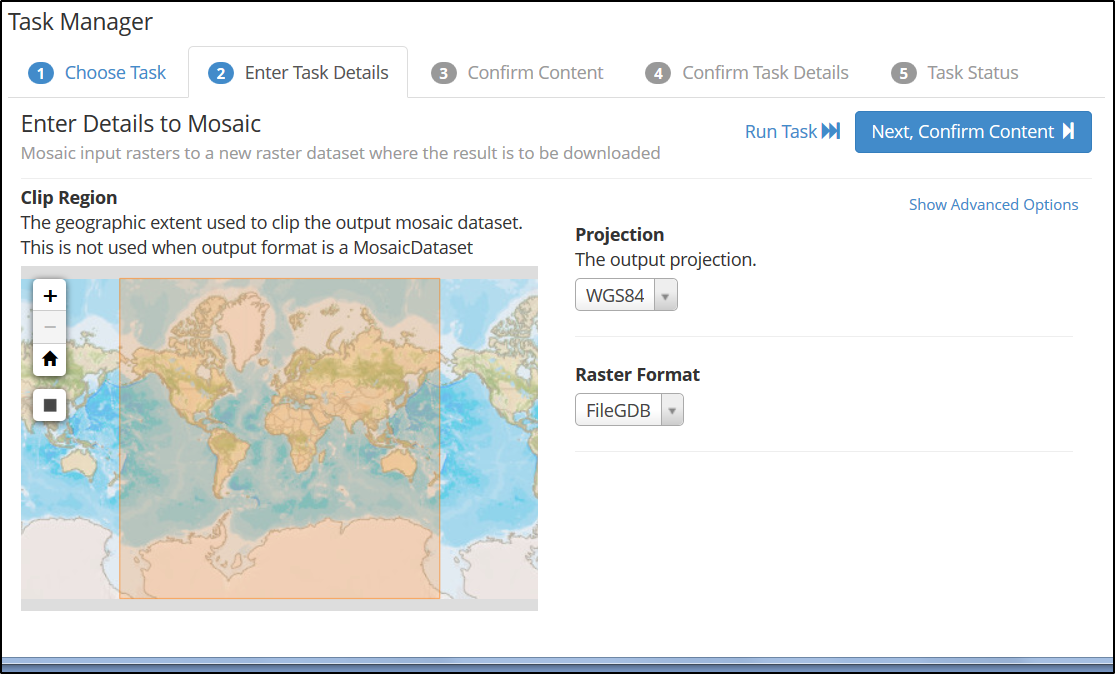 Task Manager
1 Choose Task
2 Enter Task Details
3 Confirm Content
4 Confirm Task Details
5 Task Status
Enter Details to Mosaic
Run Task
Next, Confirm Content
Mosaic input rasters to a new raster dataset where the result is to be downloaded
Clip Region
The geographic extent used to clip the output mosaic dataset.
This is not used when output format is a MosaicDataset
+
−
Show Advanced Options
Projection
The output projection.
WGS84
Raster Format
FileGDB